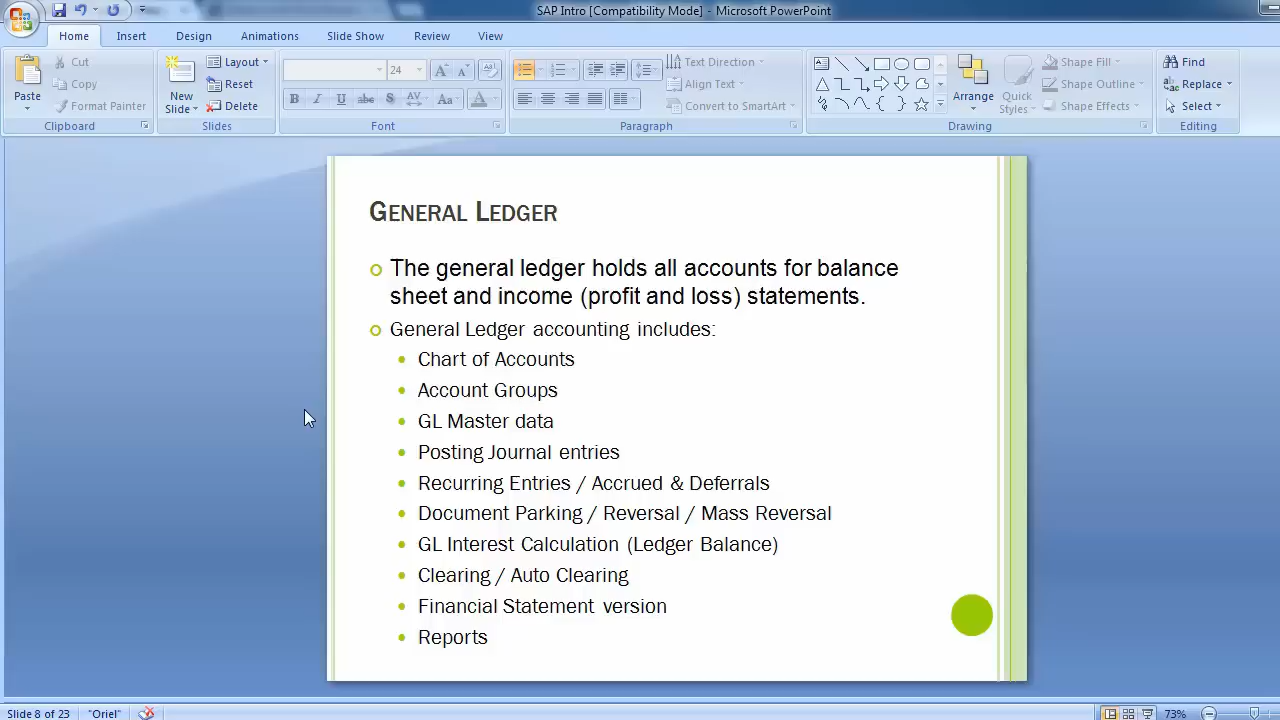 SAP Intro [Compatibility Mode] - Microsoft PowerPoint
Home Insert Design Animations Slide Show Review View
Paste Cut Copy Format Painter
Clipboard
New Slide Layout Reset Delete
Slides
24
B I U abc S AV Aa A
Font
Text Direction Align Text Convert to SmartArt
Paragraph
Arrange Quick Styles Shape Fill Shape Outline Shape Effects
Drawing
Find Replace Select
Editing
GENERAL LEDGER
The general ledger holds all accounts for balance
sheet and income (profit and loss) statements.
General Ledger accounting includes:
Chart of Accounts
Account Groups
GL Master data
Posting Journal entries
Recurring Entries / Accrued & Deferrals
Document Parking / Reversal / Mass Reversal
GL Interest Calculation (Ledger Balance)
Clearing / Auto Clearing
Financial Statement version
Reports
Slide 8 of 23 "Oriel" 73%